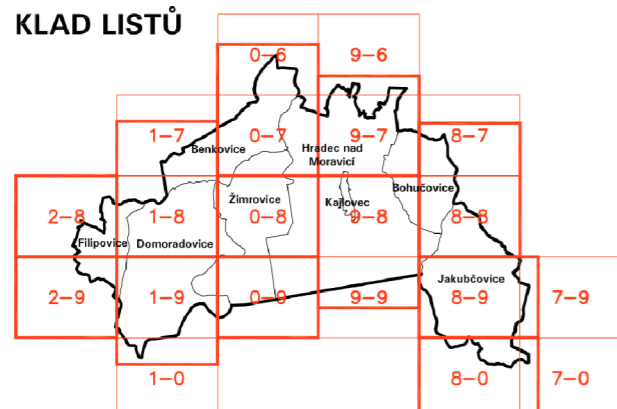 KLAD LISTŮ
0-6 9-6
1-7 0-7 9-7 8-7
Benkovice
Hradec nad
Moravicí
2-8 1-8 0-8 9-8 8-8
Žimrovice
Kajlovec
Bohučovice
Filipovice
Domoradovice
Jakubčovice
2-9 1-9 0-9 9-9 8-9 7-9
1-0 8-0 7-0